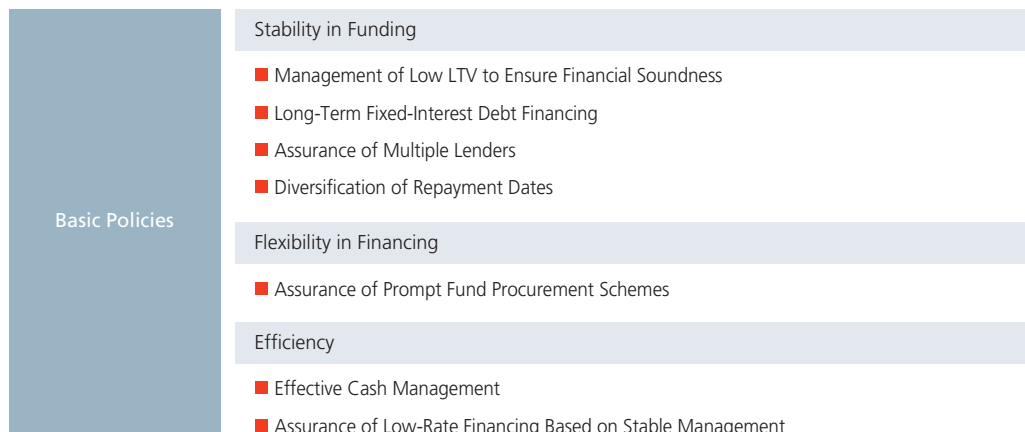 Basic Policies
Stability in Funding
Management of Low LTV to Ensure Financial Soundness
Long-Term Fixed-Interest Debt Financing
Assurance of Multiple Lenders
Diversification of Repayment Dates
Flexibility in Financing
Assurance of Prompt Fund Procurement Schemes
Efficiency
Effective Cash Management
Assurance of Low-Rate Financing Based on Stable Management